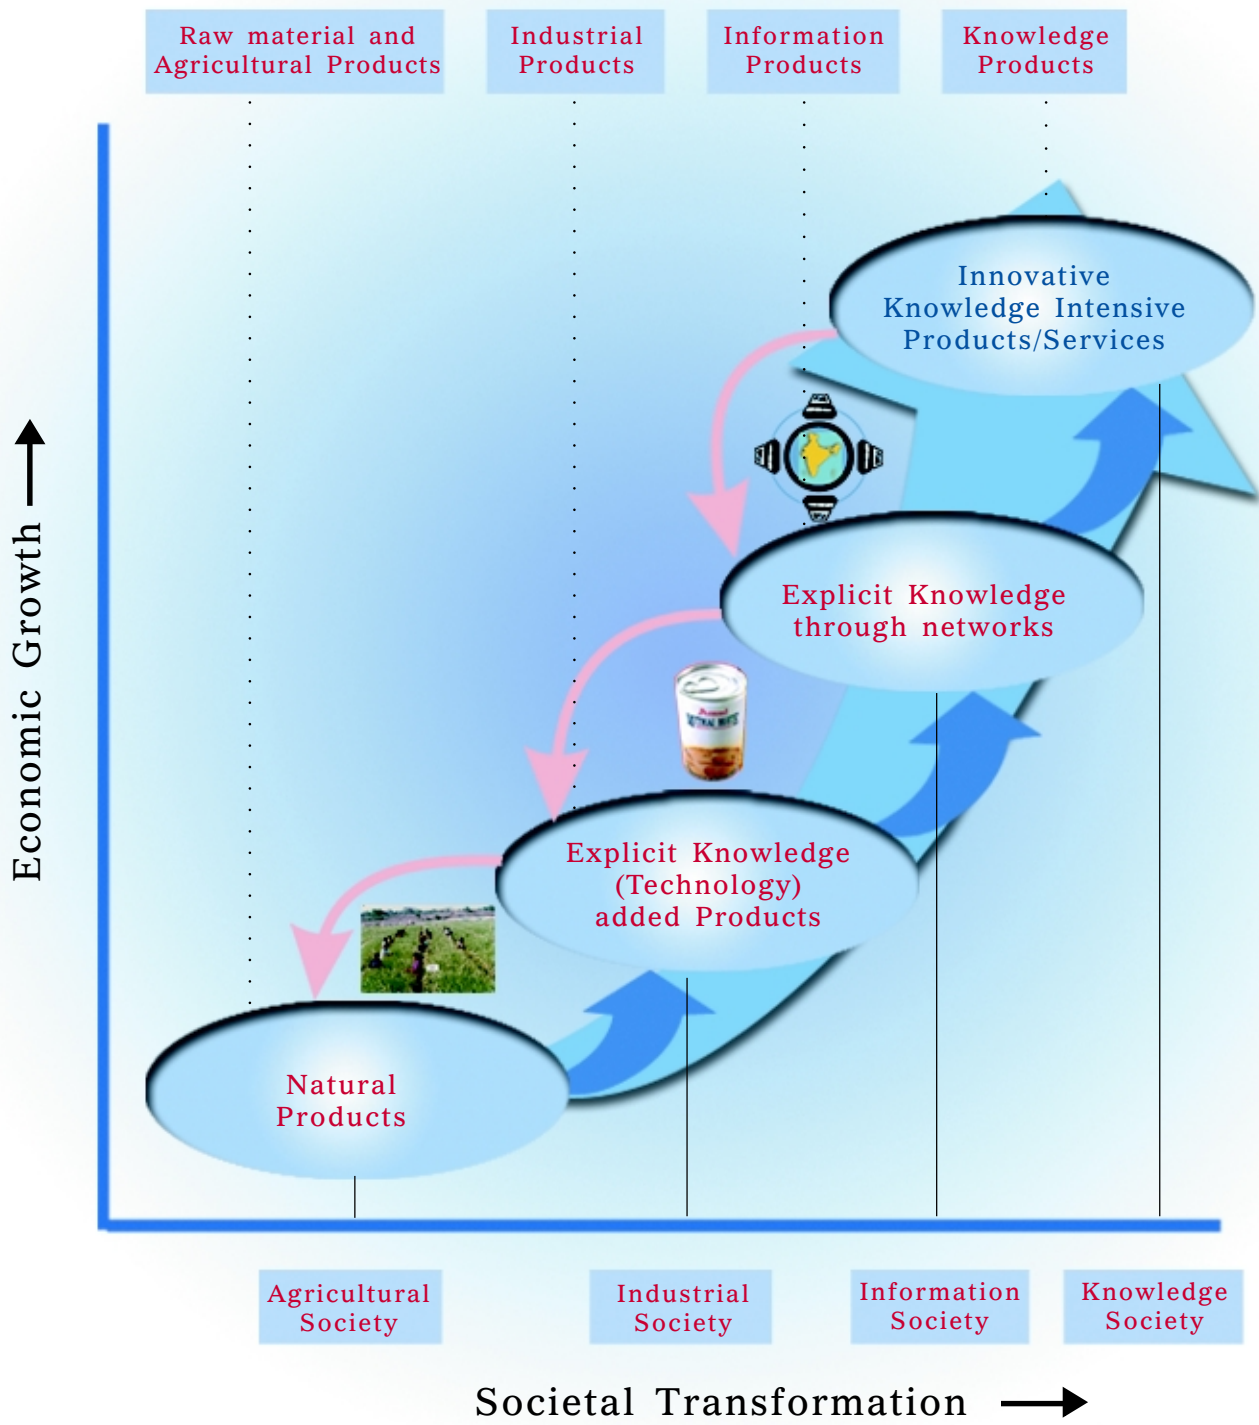 Raw material and
Agricultural Products
Industrial
Products
Information
Products
Knowledge
Products
Innovative
Knowledge Intensive
Products/Services
Explicit Knowledge
through networks
Explicit Knowledge
(Technology)
added Products
Natural
Products
Economic Growth
Agricultural
Society
Industrial
Society
Information
Society
Knowledge
Society
Societal Transformation